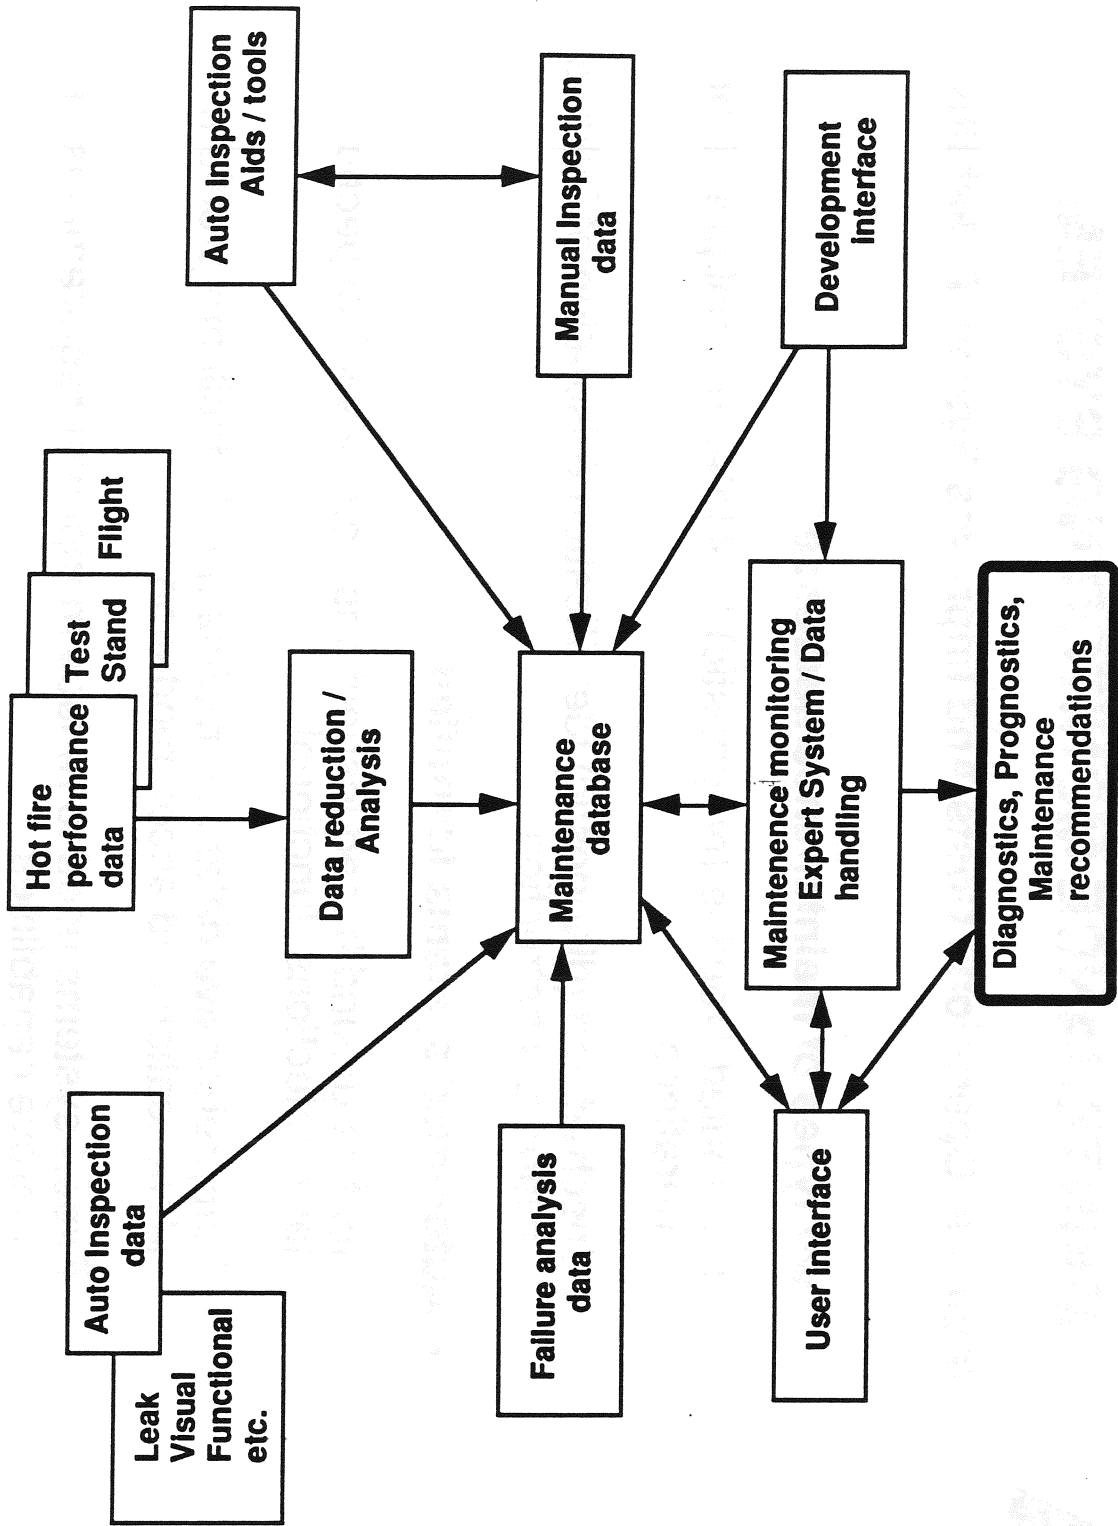 Hot fire
performance
data
Test
Stand
Flight
Auto Inspection
data
Leak
Visual
Functional
etc.
Data reduction /
Analysis
Auto Inspection
Aids / tools
Failure analysis
data
Maintenance
database
Manual Inspection
data
User interface
Maintenence monitoring
Expert System / Data
handling
Development
interface
Diagnostics, Prognostics,
Maintenance
recommendations